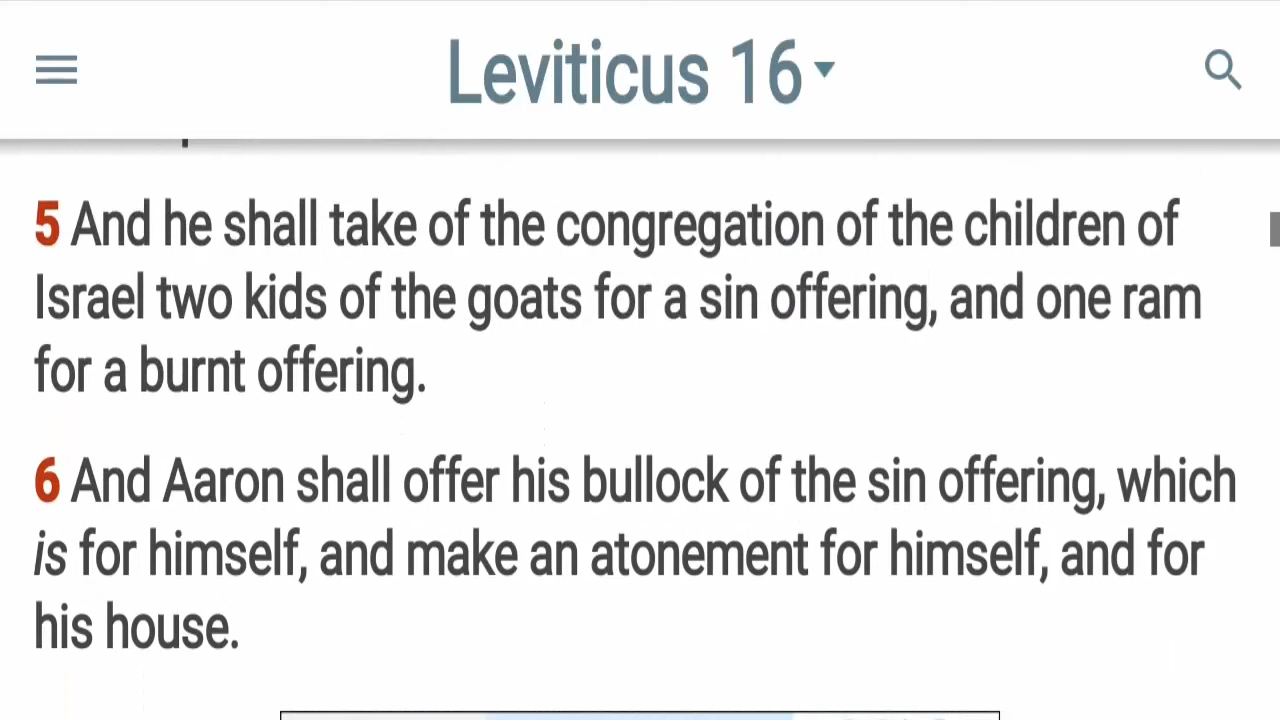 Leviticus 16
5 And he shall take of the congregation of the children of
Israel two kids of the goats for a sin offering, and one ram
for a burnt offering.
6 And Aaron shall offer his bullock of the sin offering, which
is for himself, and make an atonement for himself, and for
his house.